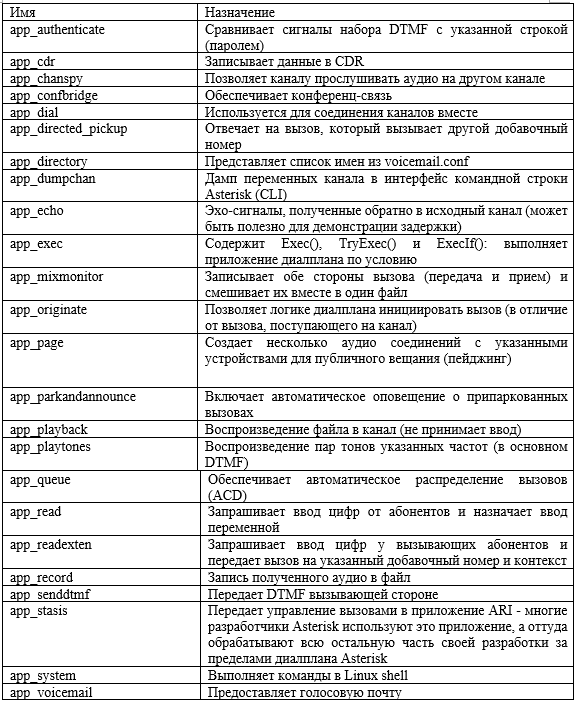 Имя Назначение
app_authenticate Сравнивает сигналы набора DTMF с указанной строкой
(паролем)
app_cdr Записывает данные в CDR
app_chanspy Позволяет каналу прослушивать аудио на другом канале
app_confbridge Обеспечивает конференц-связь
app_dial Используется для соединения каналов вместе
app_directed_pickup Отвечает на вызов, который вызывает другой добавочный
номер
app_directory Представляет список имен из voicemail.conf
app_dumpchan Дамп переменных канала в интерфейс командной строки
Asterisk (CLI)
app_echo Эхо-сигналы, полученные обратно в исходный канал (может
быть полезно для демонстрации задержки)
app_exec Содержит Exec(), TryExec() и ExecIf(): выполняет
приложение диалплана по условию
app_mixmonitor Записывает обе стороны вызова (передача и прием) и
смешивает их вместе в один файл
app_originate Позволяет логике диалплана инициировать вызов (в отличие
от вызова, поступающего на канал)
app_page Создает несколько аудио соединений с указанными
устройствами для публичного вещания (пейджинг)
app_parkandannounce Включает автоматическое оповещение о припаркованных
вызовах
app_playback Воспроизведение файла в канал (не принимает ввод)
app_playtones Воспроизведение пар тонов указанных частот (в основном
DTMF)
app_queue Обеспечивает автоматическое распределение вызовов
(ACD)
app_read Запрашивает ввод цифр от абонентов и назначает ввод
переменной
app_readexten Запрашивает ввод цифр у вызывающих абонентов и
передает вызов на указанный добавочный номер и контекст
app_record Запись полученного аудио в файл
app_senddtmf Передает DTMF вызывающей стороне
app_stasis Передает управление вызовами в приложение ARI - многие
разработчики Asterisk используют это приложение, а оттуда
обрабатывают всю остальную часть своей разработки за
пределами диалплана Asterisk
app_system Выполняет команды в Linux shell
app_voicemail Предоставляет голосовую почту